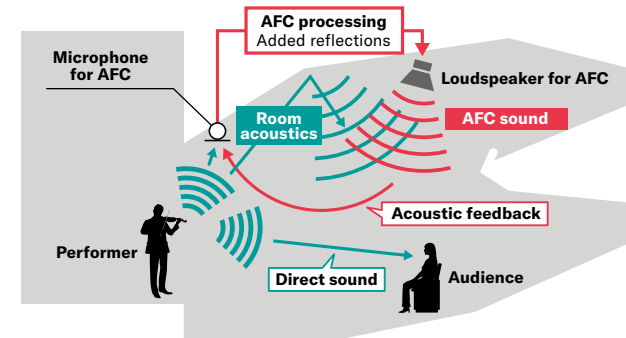 AFC processing
Added reflections
Microphone
for AFC
Loudspeaker for AFC
Room
acoustics
AFC sound
Acoustic feedback
Performer
Direct sound
Audience